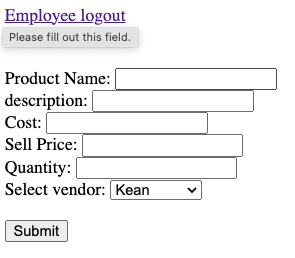 Employee logout
Please fill out this field.
Product Name:
description:
Cost:
Sell Price:
Quantity:
Select vendor: Kean
Submit